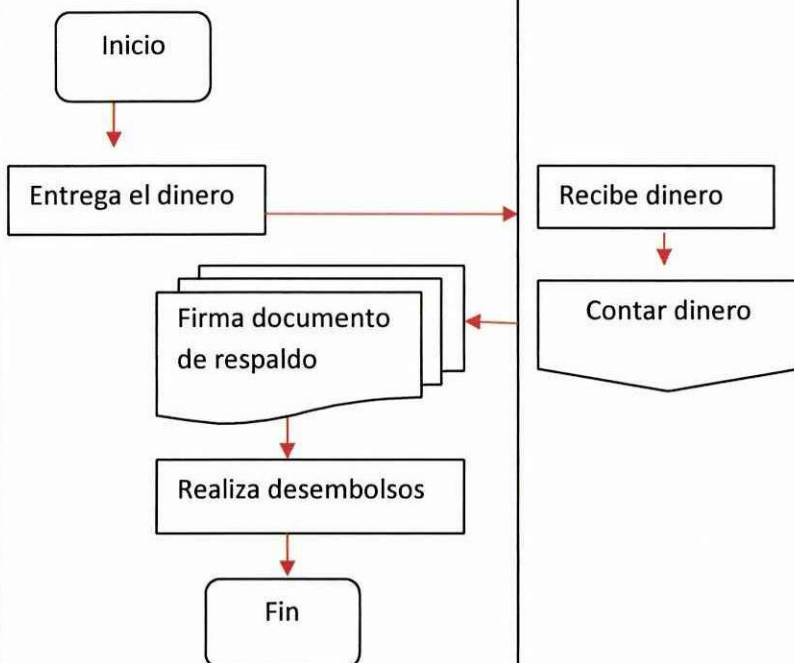 Inicio
Entrega el dinero
Recibe dinero
Contar dinero
Firma documento
de respaldo
Realiza desembolsos
Fin